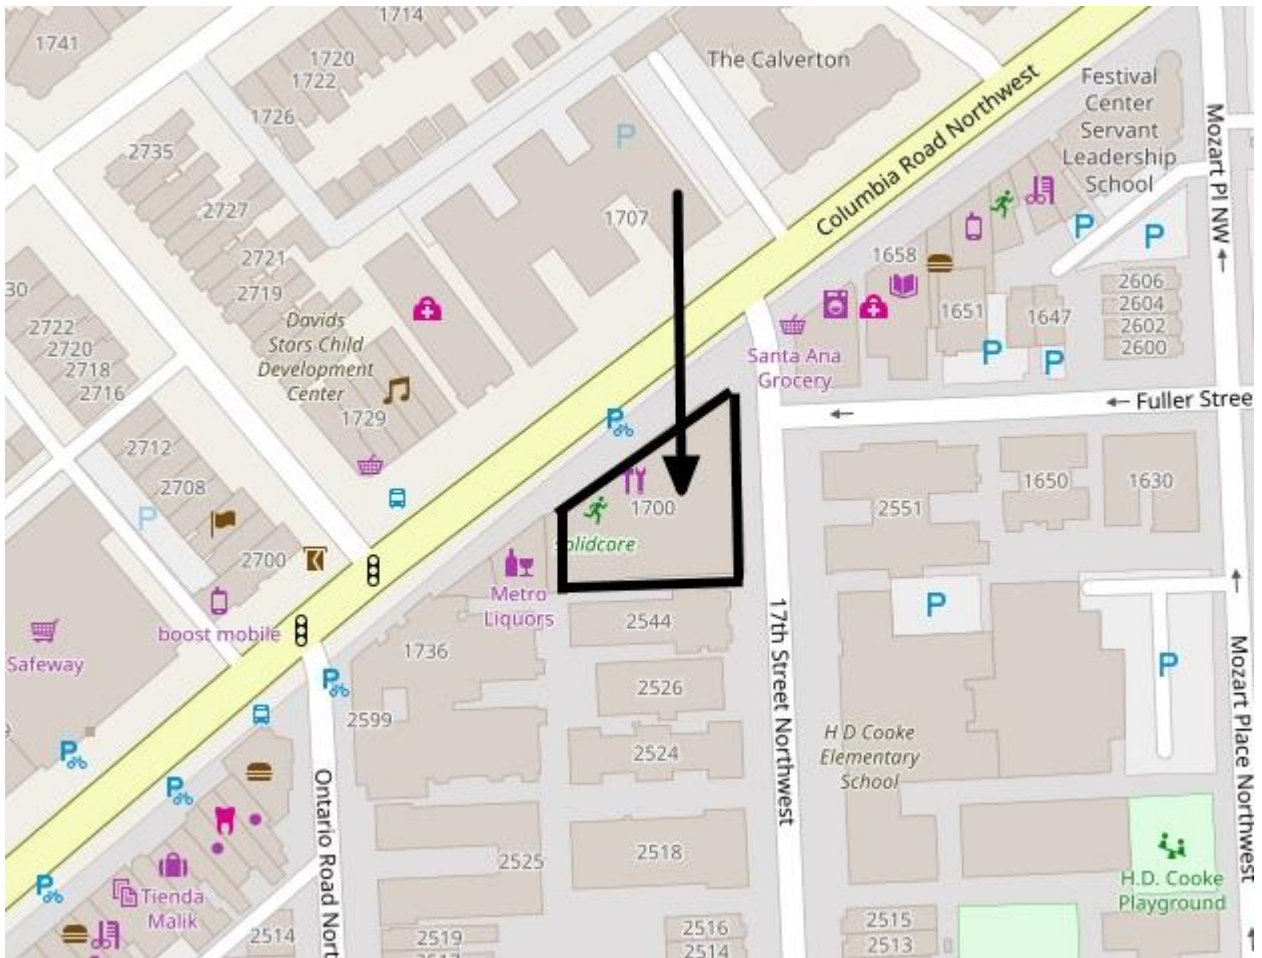 1714
1741
1720
1722
The Calverton
Festival
Center
Servant
Leadership
School
1726
P
2735
Columbia Road Northwest
Mozart Pl NW
2727
1707
P
P
2721
1658
2719
2606
30
2604
1651
1647
2602
2600
2722
2720
2718
2716
Davids
Stars Child
Development
Center
P
P
Santa Ana
Grocery
1729
← Fuller Stree
P
2712
2708
1650
1630
1700
2551
P
solidcore
2700
Metro
Liquors
P
boost mobile
2544
17th Street Northwest
Safeway
1736
P
Mozart Place Northwest
P
2526
2599
H D Cooke
Elementary
School
2524
P
P
Ontario Road Nort
2525
2518
H.D. Cooke
Playground
P
Tienda
Malik
2514
2519
2516
2515
2514
2513